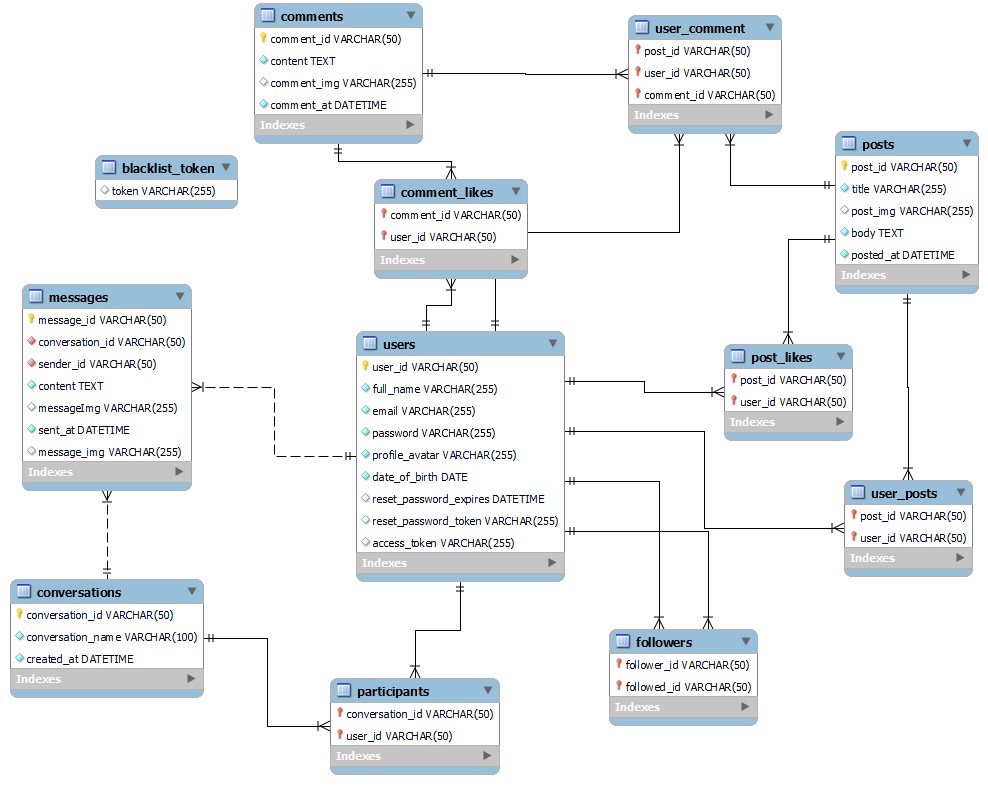 comments
comment_id VARCHAR(50)
content TEXT
comment_img VARCHAR(255)
comment_at DATETIME
Indexes
user_comment
post_id VARCHAR(50)
user_id VARCHAR(50)
comment_id VARCHAR(50)
Indexes
blacklist_token
token VARCHAR(255)
comment_likes
comment_id VARCHAR(50)
user_id VARCHAR(50)
Indexes
posts
post_id VARCHAR(50)
title VARCHAR(255)
post_img VARCHAR(255)
body TEXT
posted_at DATETIME
Indexes
messages
message_id VARCHAR(50)
conversation_id VARCHAR(50)
sender_id VARCHAR(50)
content TEXT
messageImg VARCHAR(255)
sent_at DATETIME
message_img VARCHAR(255)
Indexes
users
user_id VARCHAR(50)
full_name VARCHAR(255)
email VARCHAR(255)
password VARCHAR(255)
profile_avatar VARCHAR(255)
date_of_birth DATE
reset_password_expires DATETIME
reset_password_token VARCHAR(255)
access_token VARCHAR(255)
Indexes
post_likes
post_id VARCHAR(50)
user_id VARCHAR(50)
Indexes
user_posts
post_id VARCHAR(50)
user_id VARCHAR(50)
Indexes
conversations
conversation_id VARCHAR(50)
conversation_name VARCHAR(100)
created_at DATETIME
Indexes
followers
follower_id VARCHAR(50)
followed_id VARCHAR(50)
Indexes
participants
conversation_id VARCHAR(50)
user_id VARCHAR(50)
Indexes